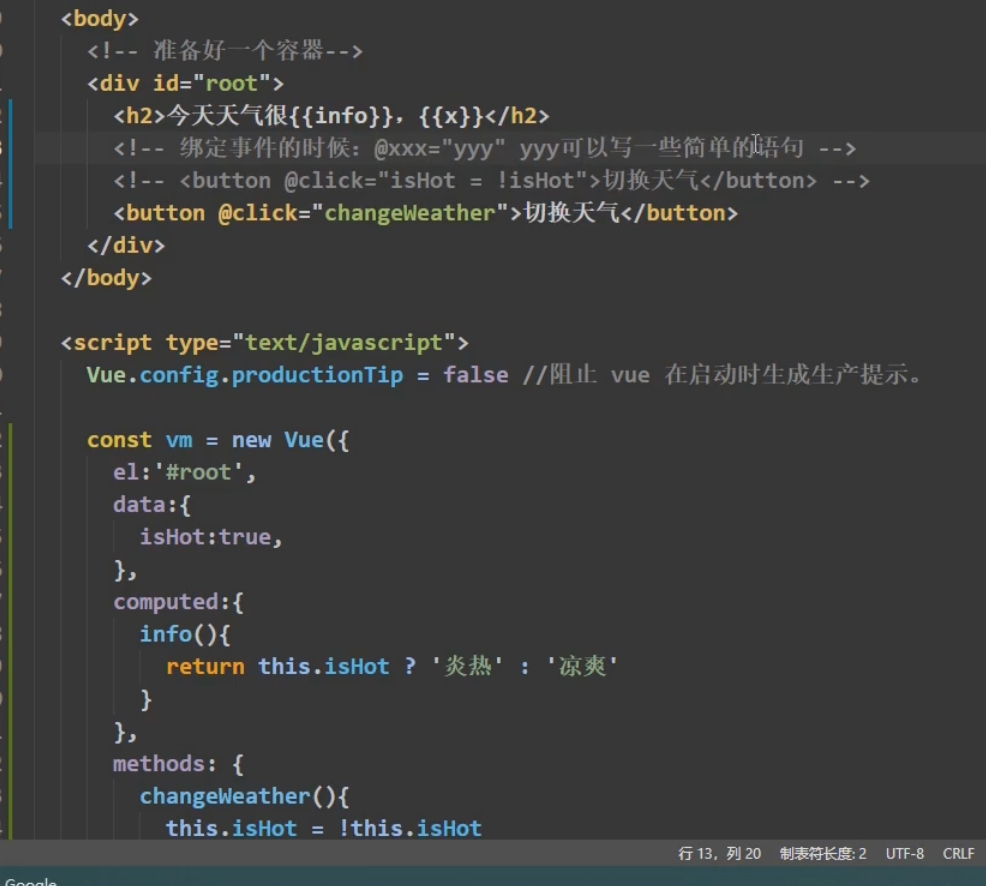 <body>
<!-- 准备好一个容器-->
<div id="root">
<h2>今天天气很{{info}}，{{x}}</h2>
<!-- 绑定事件的时候：@xxx="yyy" yyy可以写一些简单的语句 -->
<!-- <button @click="isHot = !isHot">切换天气</button> -->
<button @click="changeWeather">切换天气</button>
</div>
</body>
<script type="text/javascript">
Vue.config.productionTip = false //阻止 vue 在启动时生成生产提示。
const vm = new Vue({
el:'#root',
data:{
isHot:true,
},
computed:{
info(){
return this.isHot ? '炎热' : '凉爽'
}
},
methods: {
changeWeather(){
this.isHot = !this.isHot
行 13，列 20 制表符长度: 2 UTF-8 CRLF
Google